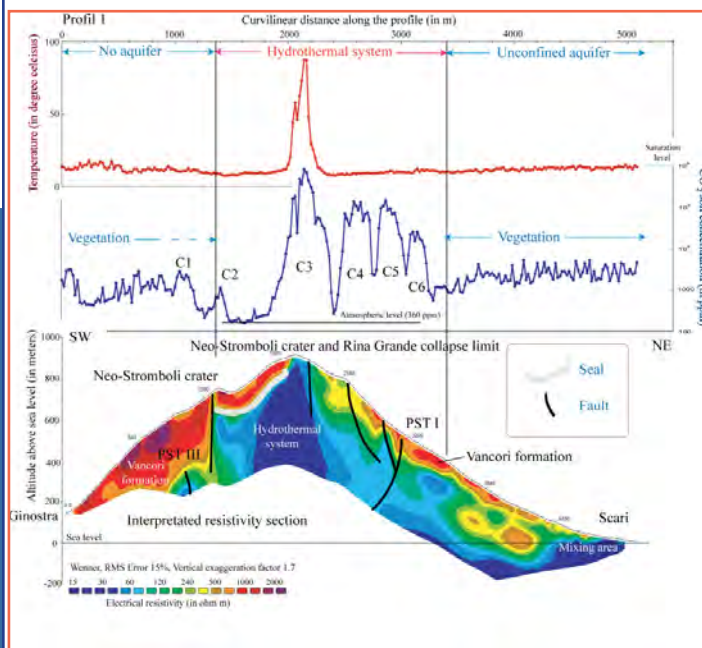 Profil 1
Curvilinear distance along the profile (in m)
0 1000 2000 3000 4000 5000
100
No aquifer
Hydrothermal system
Unconfined aquifer
Temperature (in degree celcisus)
50
0
Saturation level
Vegetation
Vegetation
C1
C2
C3
C4
C5
C6
1000
Atmospheric level (360 ppm)
SW
NE
1000
Neo-Stromboli crater and Rina Grande collapse limit
Neo-Stromboli crater
Seal
Fault
800
600
400
200
0
-200
Altitude above sea level (in meters)
Hydrothermal system
PST I
PST III
Vancori formation
Vancori formation
Ginostra
Interpretated resistivity section
Scari
Sea level
Mixing area
Wenner, RMS Error 15%, Vertical exaggeration factor 1.7
15 30 60 120 240 500 1000 2000
Electrical resistivity (in ohm m)